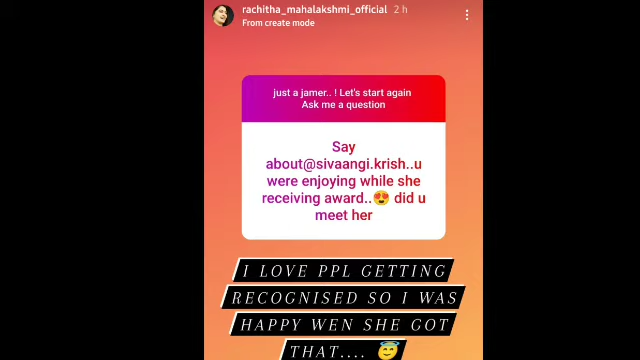 rachitha_mahalakshmi_official 2 h
From create mode
just a jamer.. ! Let's start again
Ask me a question
Say
about@sivaangi.krish..u
were enjoying while she
receiving award..😍 did u
meet her
I LOVE PPL GETTING
RECOGNISED SO I WAS
HAPPY WEN SHE GOT
THAT.... 😇